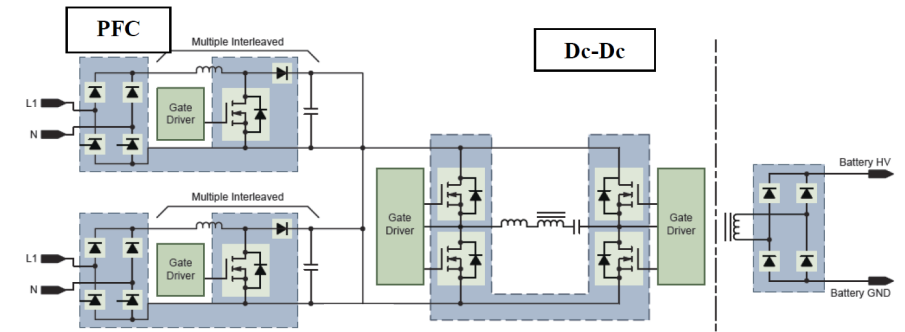 PFC
Multiple Interleaved
Dc-Dc
L1
Gate
Driver
N
Battery HV
Multiple Interleaved
Gate
Driver
Gate
Driver
L1
Gate
Driver
N
Battery GND